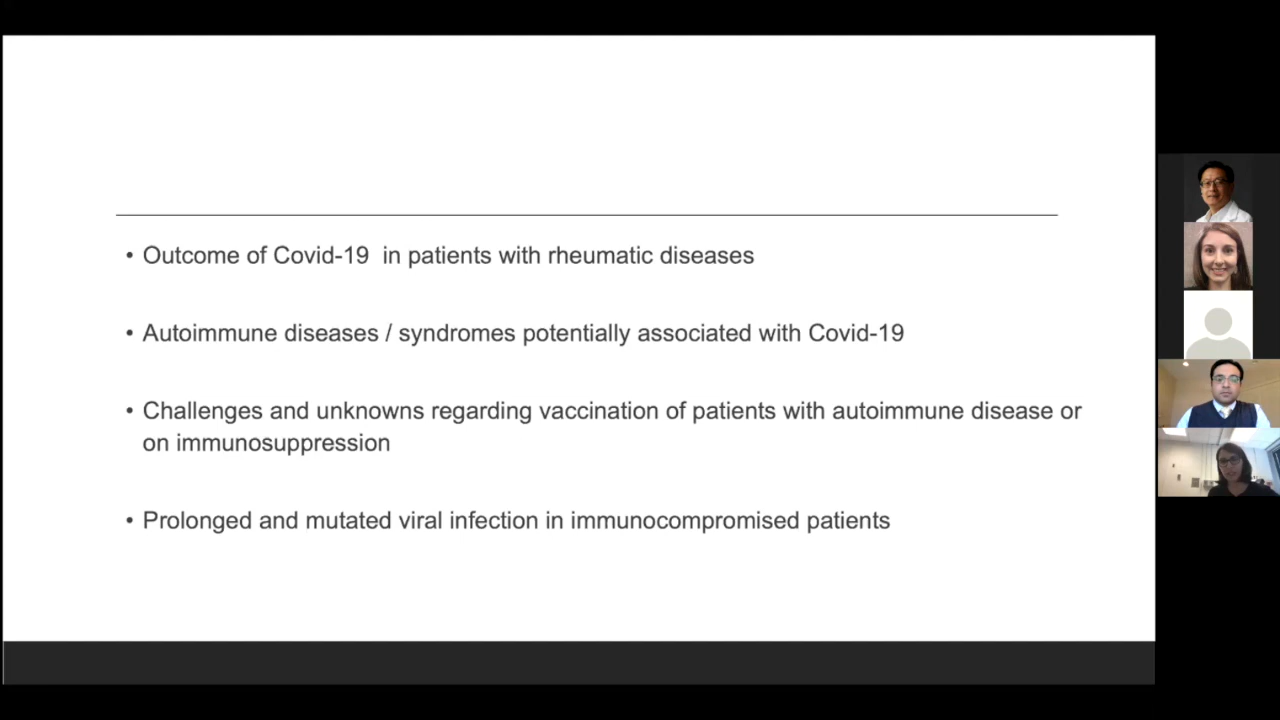 • Outcome of Covid-19  in patients with rheumatic diseases
• Autoimmune diseases / syndromes potentially associated with Covid-19
• Challenges and unknowns regarding vaccination of patients with autoimmune disease or
on immunosuppression
• Prolonged and mutated viral infection in immunocompromised patients